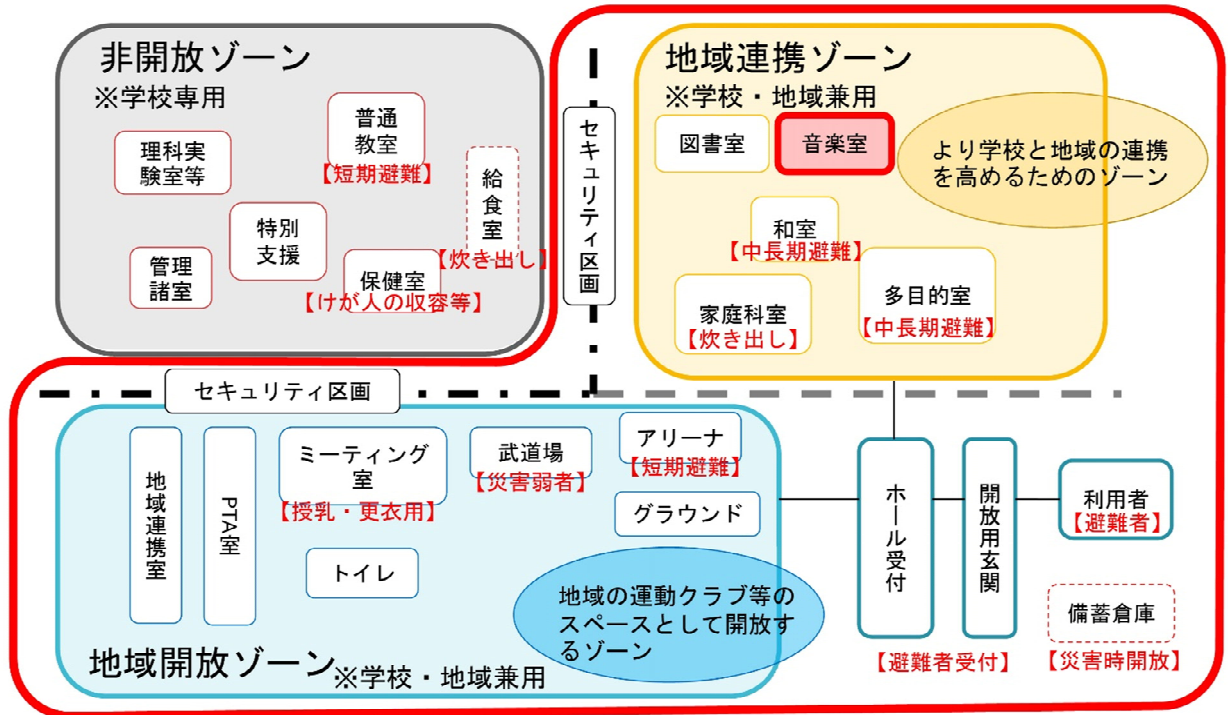 非開放ゾーン
※学校専用
理科実
験室等
普通
教室
【短期避難】
給食室
【炊き出し】
特別
支援
管理
諸室
保健室
【けが人の収容等】
セキュリティ区画
地域連携ゾーン
※学校・地域兼用
図書室
音楽室
より学校と地域の連携
を高めるためのゾーン
和室
【中長期避難】
家庭科室
【炊き出し】
多目的室
【中長期避難】
セキュリティ区画
地域連携室
PTA室
ミーティング
室
【授乳・更衣用】
トイレ
武道場
【災害弱者】
アリーナ
【短期避難】
グラウンド
地域の運動クラブ等の
スペースとして開放す
るゾーン
地域開放ゾーン
※学校・地域兼用
ホール受付
開放用玄関
【避難者受付】
利用者
【避難者】
備蓄倉庫
【災害時開放】